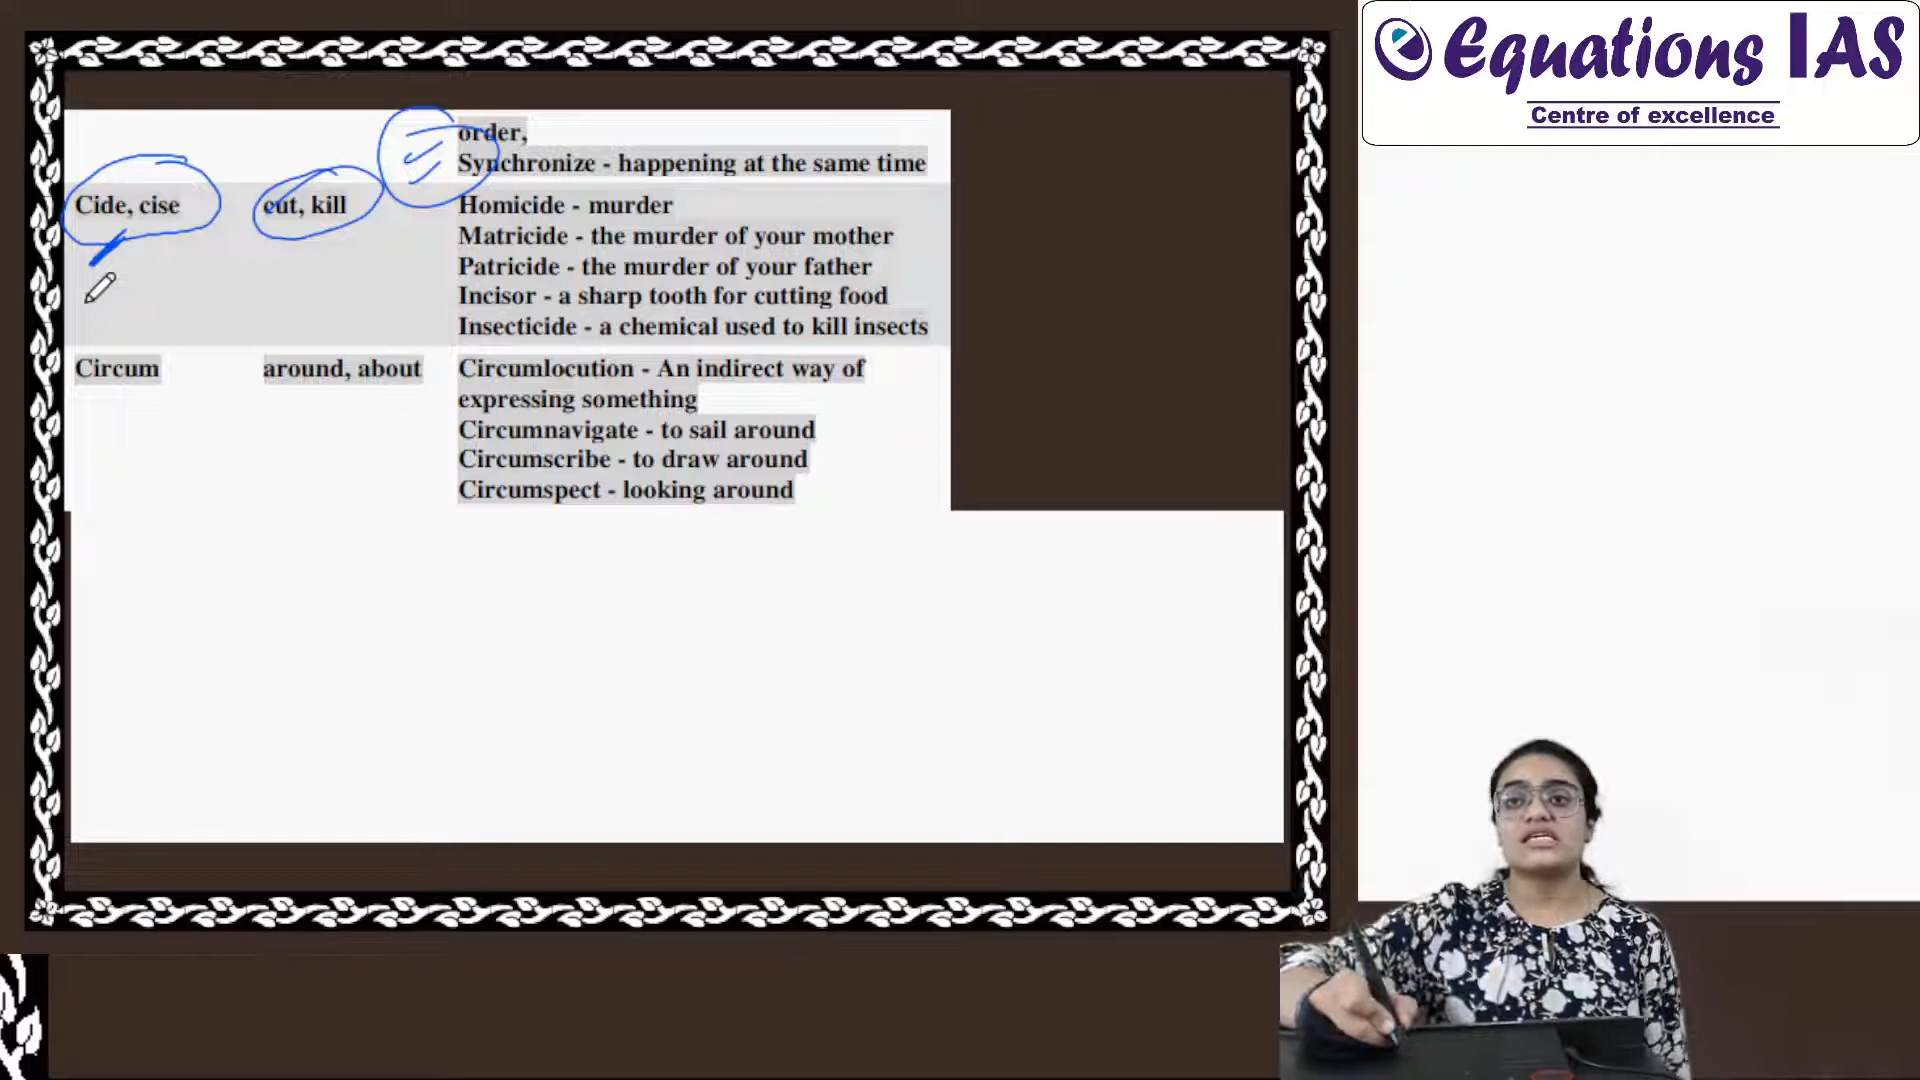 e Equations IAS
Centre of excellence
order,
Synchronize - happening at the same time
Cide, cise cut, kill Homicide - murder
Matricide - the murder of your mother
Patricide - the murder of your father
Incisor - a sharp tooth for cutting food
Insecticide - a chemical used to kill insects
Circum around, about Circumlocution - An indirect way of
expressing something
Circumnavigate - to sail around
Circumscribe - to draw around
Circumspect - looking around